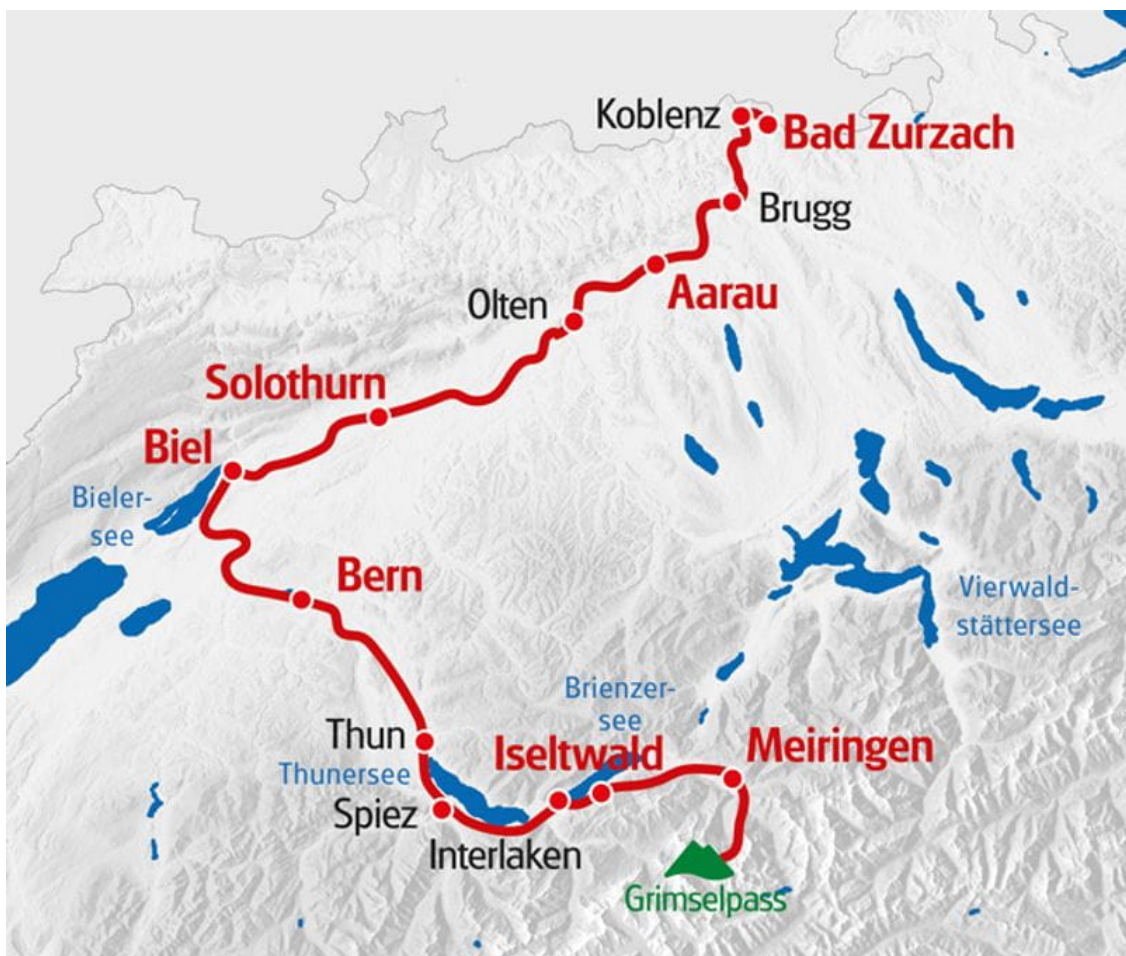 Koblenz
Bad Zurzach
Brugg
Aarau
Olten
Solothurn
Biel
Bieler-
see
Bern
Vierwald-
stättersee
Brienzer-
see
Thun
Thunersee
Iseltwald
Meiringen
Spiez
Interlaken
Grimselpass